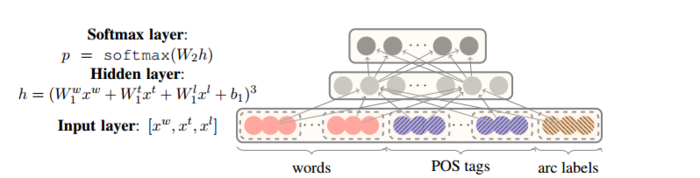 Softmax layer:
p = softmax(W₂h)
Hidden layer:
h = (W₁ʷxʷ + W₁ᵗxᵗ + W₁ˡxˡ + b₁)³
Input layer: [xʷ, xᵗ, xˡ]
···
···
···
···
words
POS tags
arc labels